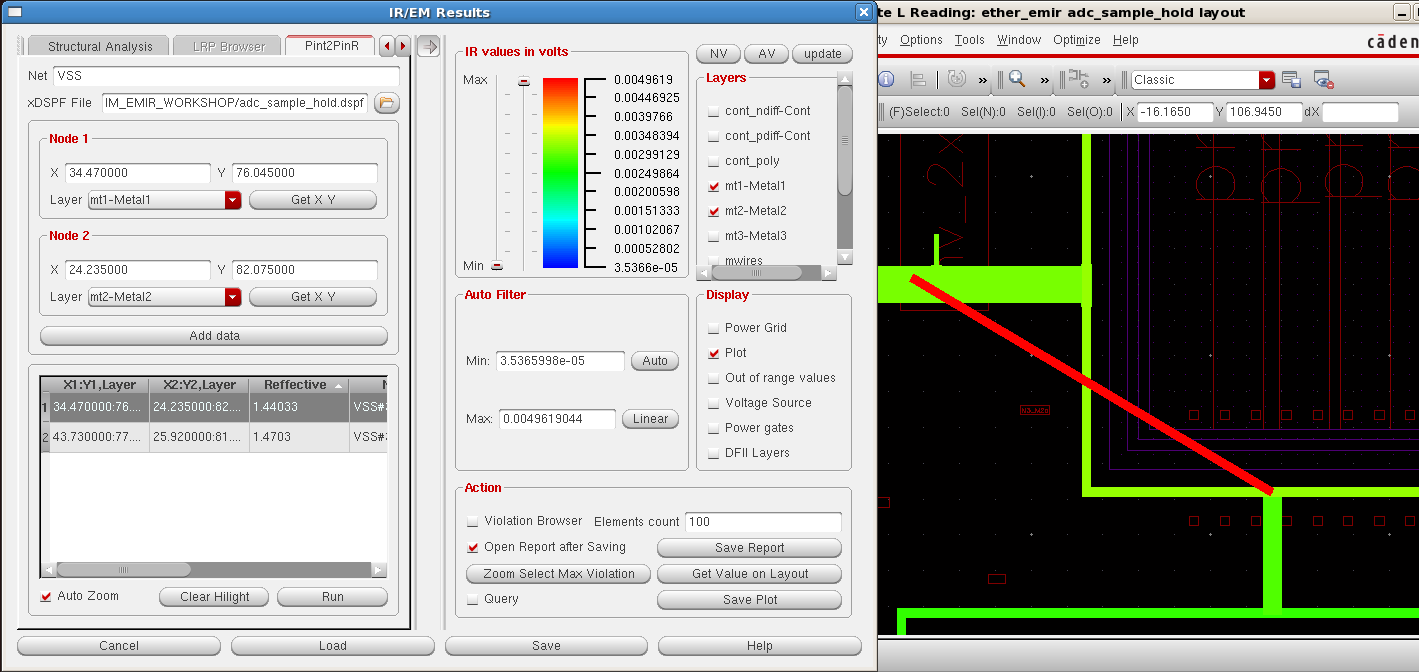 IR/EM Results
Structural Analysis LRP Browser Pint2PinR
Net VSS
xDSPF File IM_EMIR_WORKSHOP/adc_sample_hold.dspf
Node 1
X 34.470000 Y 76.045000
Layer mt1-Metal1 Get X Y
Node 2
X 24.235000 Y 82.075000
Layer mt2-Metal2 Get X Y
Add data
X1:Y1,Layer X2:Y2,Layer Reffective
1 34.470000:76.... 24.235000:82.... 1.44033 VSS#
2 43.730000:77.... 25.920000:81.... 1.4703 VSS#
Auto Zoom Clear Hilight Run
IR values in volts
Max
0.0049619
0.00446925
0.0039766
0.00348394
0.00299129
0.00249864
0.00200598
0.00151333
0.00102067
0.00052802
Min 3.5366e-05
NV AV update
Layers
cont_ndiff-Cont
cont_pdiff-Cont
cont_poly
mt1-Metal1
mt2-Metal2
mt3-Metal3
mwires
Auto Filter
Min: 3.5365998e-05 Auto
Max: 0.0049619044 Linear
Display
Power Grid
Plot
Out of range values
Voltage Source
Power gates
DFII Layers
Action
Violation Browser Elements count 100
Open Report after Saving Save Report
Zoom Select Max Violation Get Value on Layout
Query Save Plot
Cancel Load Save Help
te L Reading: ether_emir adc_sample_hold layout
ty Options Tools Window Optimize Help
cāden
» » » Classic
(F)Select:0 Sel(N):0 Sel(I):0 Sel(O):0 X -16.1650 Y 106.9450 dX